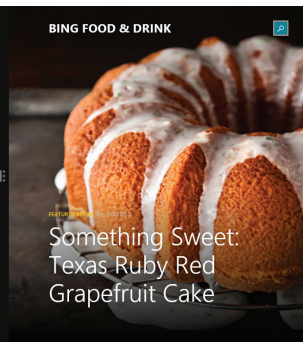 BING FOOD & DRINK
Something Sweet:
Texas Ruby Red
Grapefruit Cake